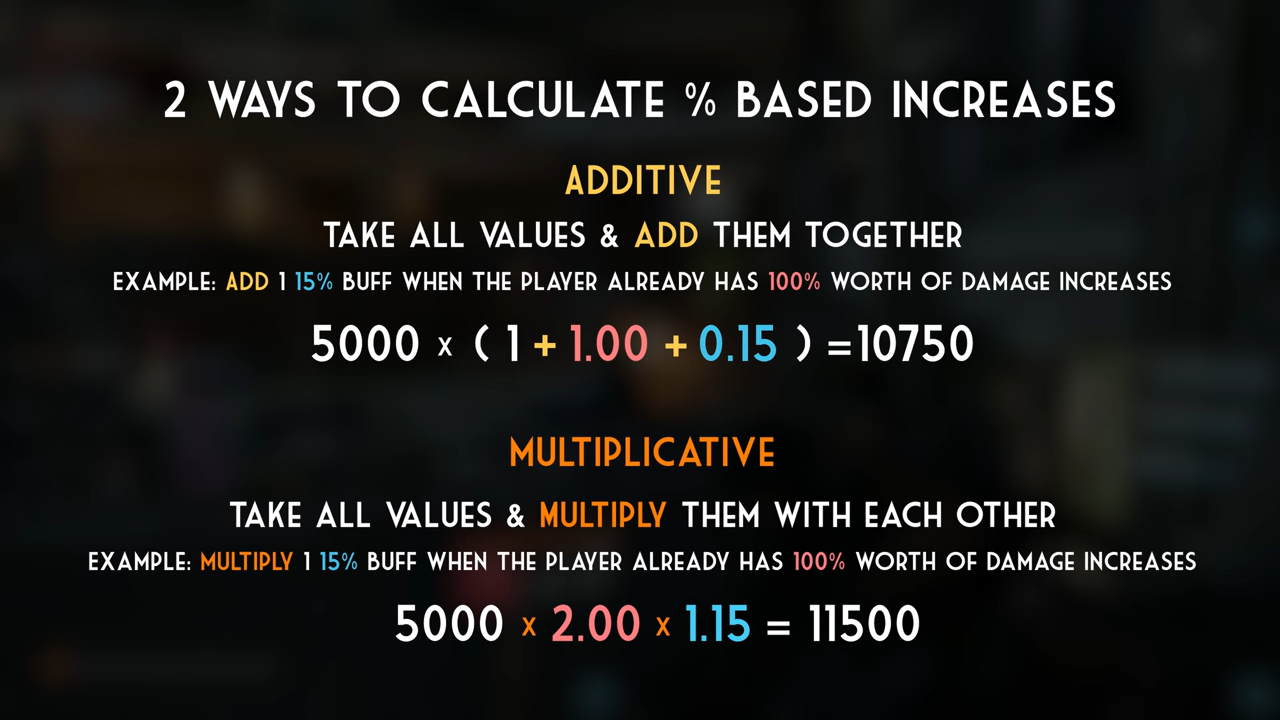 2 WAYS TO CALCULATE % BASED INCREASES
ADDITIVE
TAKE ALL VALUES & ADD THEM TOGETHER
EXAMPLE: ADD 1 15% BUFF WHEN THE PLAYER ALREADY HAS 100% WORTH OF DAMAGE INCREASES
5000 x ( 1 + 1.00 + 0.15 ) =10750
MULTIPLICATIVE
TAKE ALL VALUES & MULTIPLY THEM WITH EACH OTHER
EXAMPLE: MULTIPLY 1 15% BUFF WHEN THE PLAYER ALREADY HAS 100% WORTH OF DAMAGE INCREASES
5000 x 2.00 x 1.15 = 11500